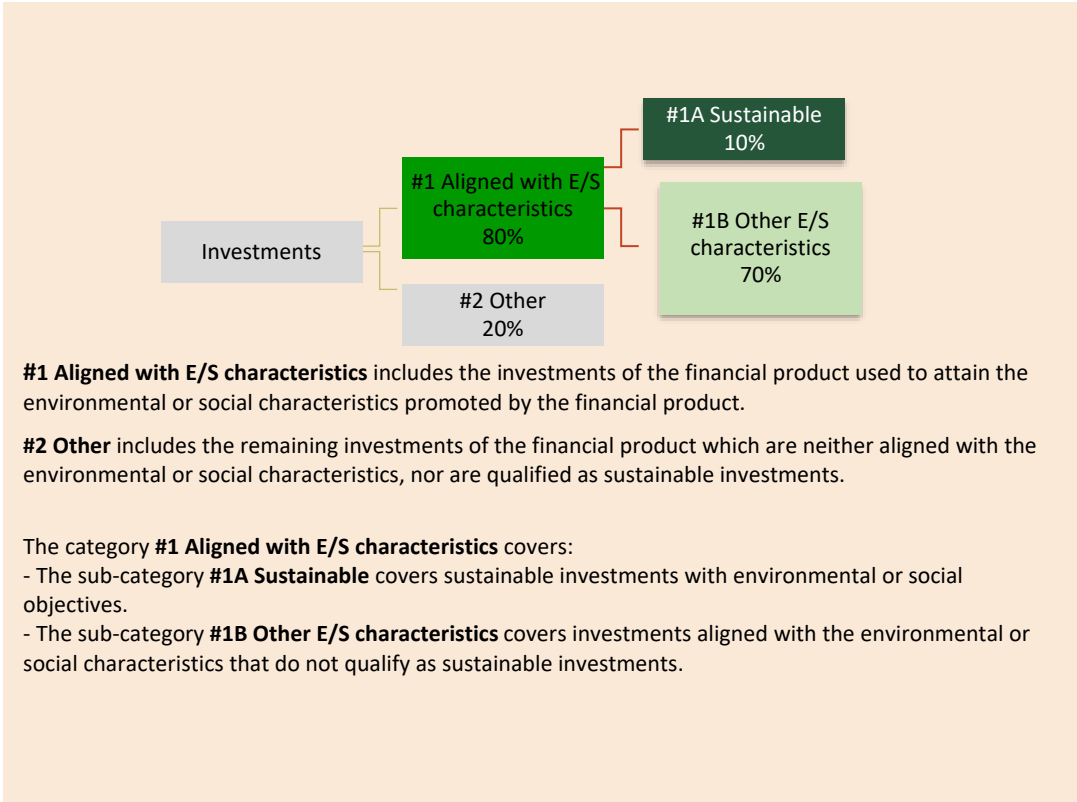 #1A Sustainable
10%
#1 Aligned with E/S
characteristics
80%
#1B Other E/S
characteristics
70%
Investments
#2 Other
20%
#1 Aligned with E/S characteristics includes the investments of the financial product used to attain the
environmental or social characteristics promoted by the financial product.
#2 Other includes the remaining investments of the financial product which are neither aligned with the
environmental or social characteristics, nor are qualified as sustainable investments.
The category #1 Aligned with E/S characteristics covers:
- The sub-category #1A Sustainable covers sustainable investments with environmental or social
objectives.
- The sub-category #1B Other E/S characteristics covers investments aligned with the environmental or
social characteristics that do not qualify as sustainable investments.